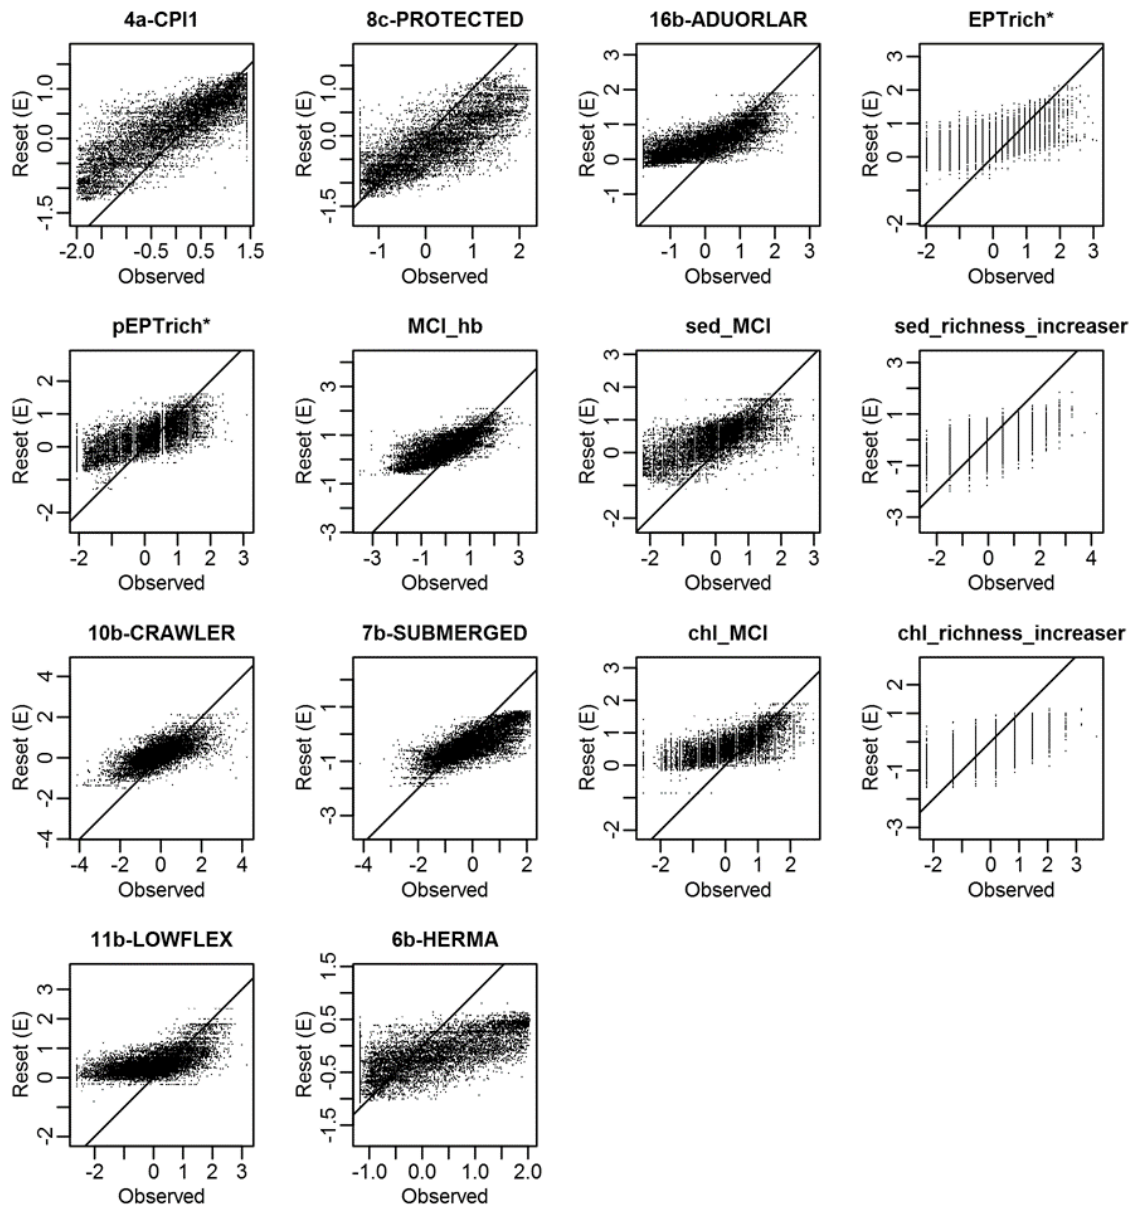 4a-CPI1
Reset (E)
-1.5 0.0 1.0
-2.0 -0.5 0.5 1.5
Observed
8c-PROTECTED
Reset (E)
-1.5 0.0 1.0
-1 0 1 2
Observed
16b-ADUORLAR
Reset (E)
-1 0 1 2 3
-1 0 1 2 3
Observed
EPTrich*
Reset (E)
-2 0 1 2 3
-2 0 1 2 3
Observed
pEPTrich*
Reset (E)
-2 0 1 2
-2 0 1 2 3
Observed
MCI_hb
Reset (E)
-3 -1 1 3
-3 -1 1 3
Observed
sed_MCI
Reset (E)
-2 0 1 2 3
-2 0 1 2 3
Observed
sed_richness_increaser
Reset (E)
-3 -1 1 3
-2 0 2 4
Observed
10b-CRAWLER
Reset (E)
-4 -2 0 2 4
-4 -2 0 2 4
Observed
7b-SUBMERGED
Reset (E)
-3 -1 1
-4 -2 0 2
Observed
chl_MCI
Reset (E)
-2 0 1 2 3
-2 0 1 2
Observed
chl_richness_increaser
Reset (E)
-3 -1 1 2
-2 0 1 2 3
Observed
11b-LOWFLEX
Reset (E)
-2 0 1 2 3
-2 0 1 2 3
Observed
6b-HERMA
Reset (E)
-1.5 -0.5 0.5 1.5
-1.0 0.0 1.0 2.0
Observed